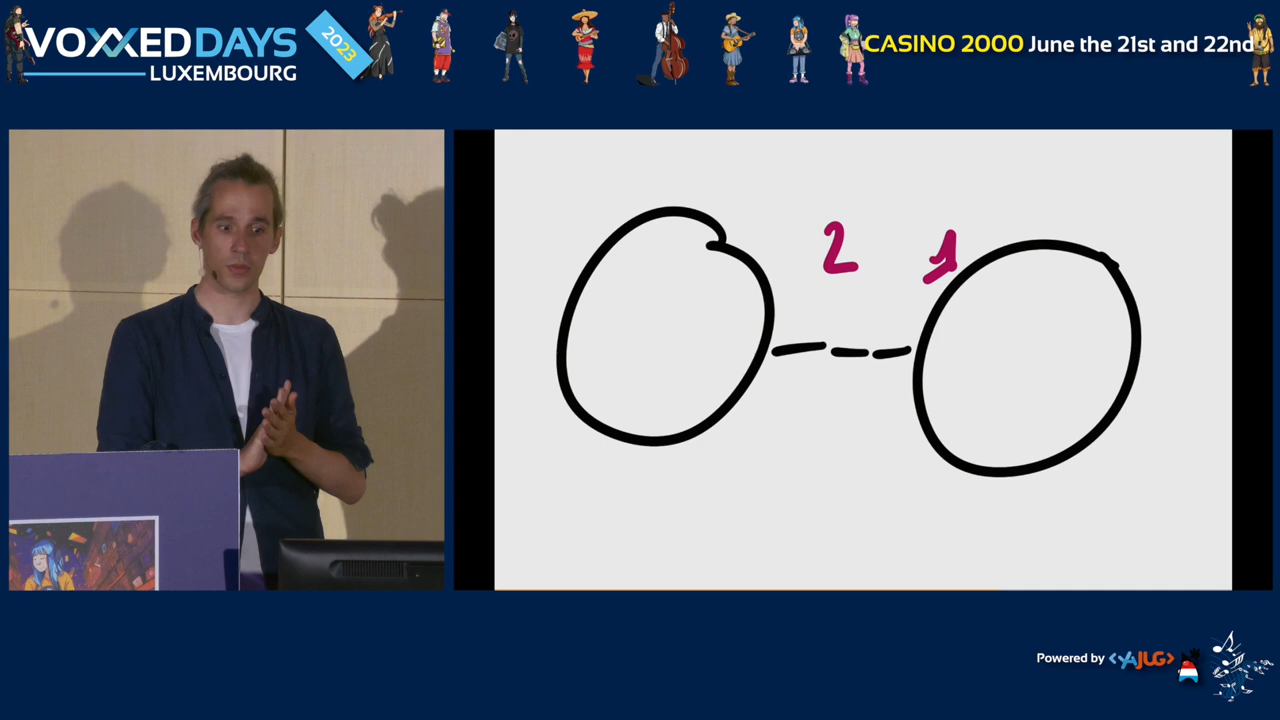 VOXXEDDAYS
LUXEMBOURG
2023
CASINO 2000 June the 21st and 22nd
2 1
Powered by <YAJUG>